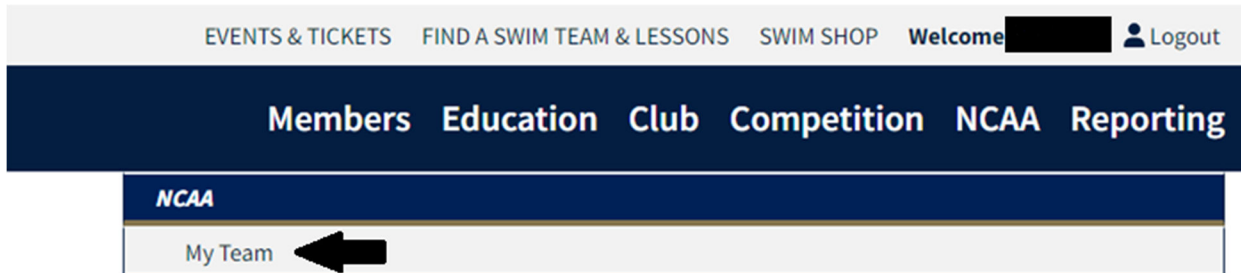 EVENTS & TICKETS FIND A SWIM TEAM & LESSONS SWIM SHOP Welcome Logout
Members Education Club Competition NCAA Reporting
NCAA
My Team